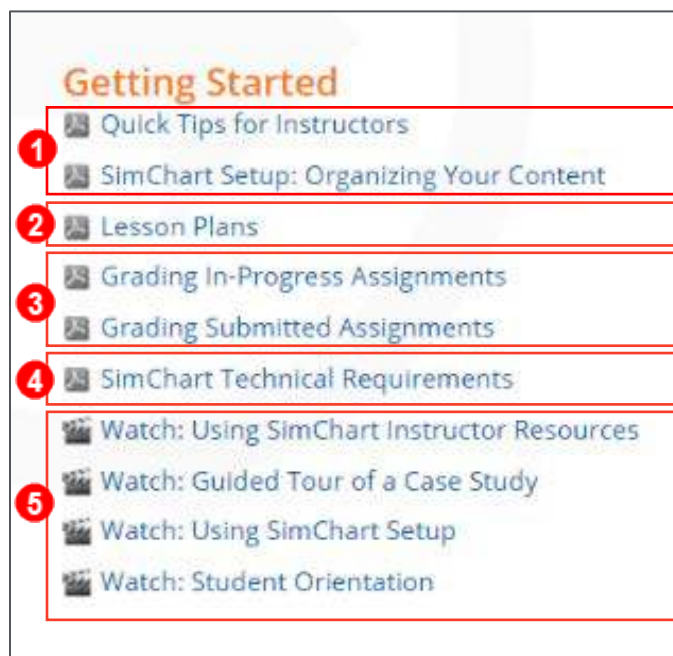 Getting Started
1 Quick Tips for Instructors
SimChart Setup: Organizing Your Content
2 Lesson Plans
3 Grading In-Progress Assignments
Grading Submitted Assignments
4 SimChart Technical Requirements
5 Watch: Using SimChart Instructor Resources
Watch: Guided Tour of a Case Study
Watch: Using SimChart Setup
Watch: Student Orientation